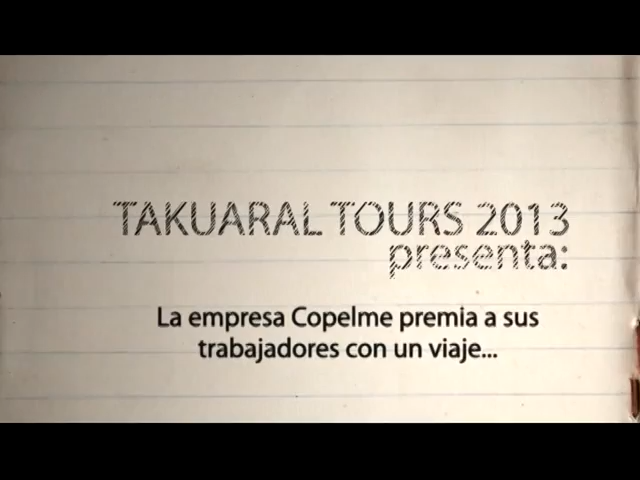 TAKUARAL TOURS 2013
presenta:
La empresa Copelme premia a sus
trabajadores con un viaje...